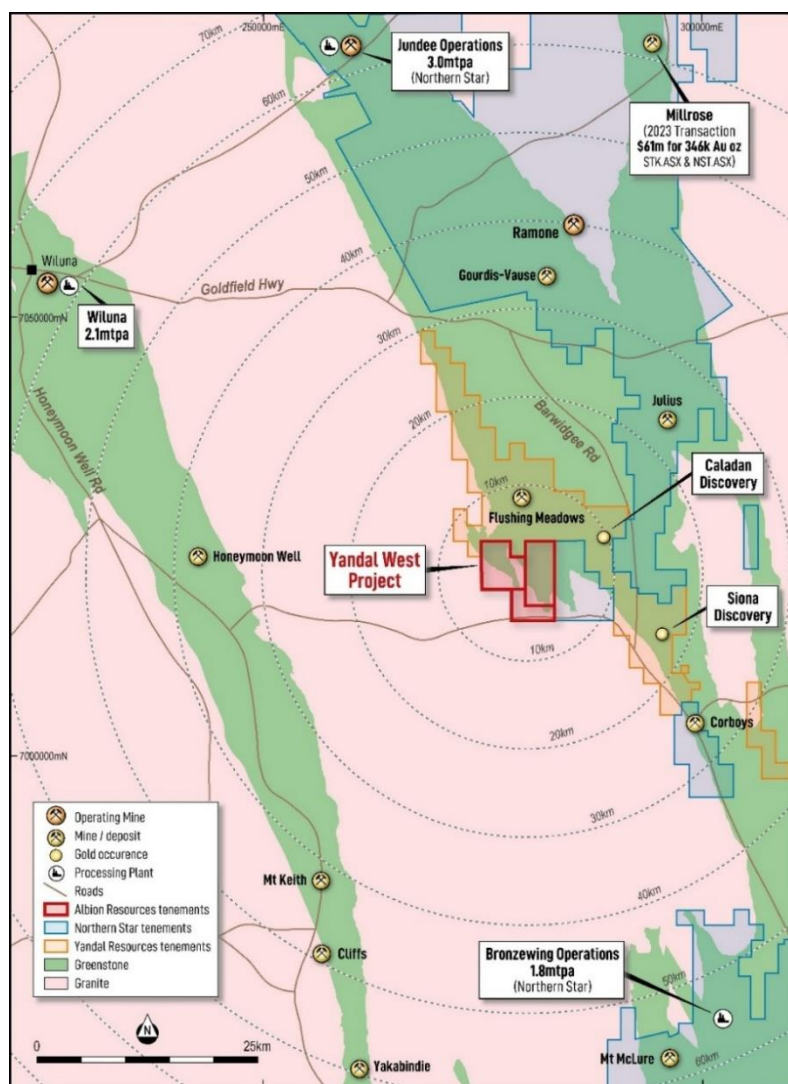 250000mE
300000mE
70km
Jundee Operations
3.0mtpa
(Northern Star)
60km
Millrose
(2023 Transaction
$61m for 346k Au oz
STK.ASX & NST.ASX)
50km
Ramone
40km
Gourdis-Vause
Wiluna
Goldfield Hwy
Wiluna
2.1mtpa
7050000mN
30km
Honeymoon Well Rd
20km
Barwidgee Rd
Julius
10km
Caladan
Discovery
Flushing Meadows
Honeymoon Well
Yandal West
Project
Siona
Discovery
10km
Corboys
20km
7000000mN
30km
Operating Mine
Mine / deposit
Gold occurence
Processing Plant
Roads
Albion Resources tenements
Northern Star tenements
Yandal Resources tenements
Greenstone
Granite
Mt Keith
40km
Cliffs
Bronzewing Operations
1.8mtpa
(Northern Star)
50km
N
0
25km
Yakabindie
Mt McLure
60km